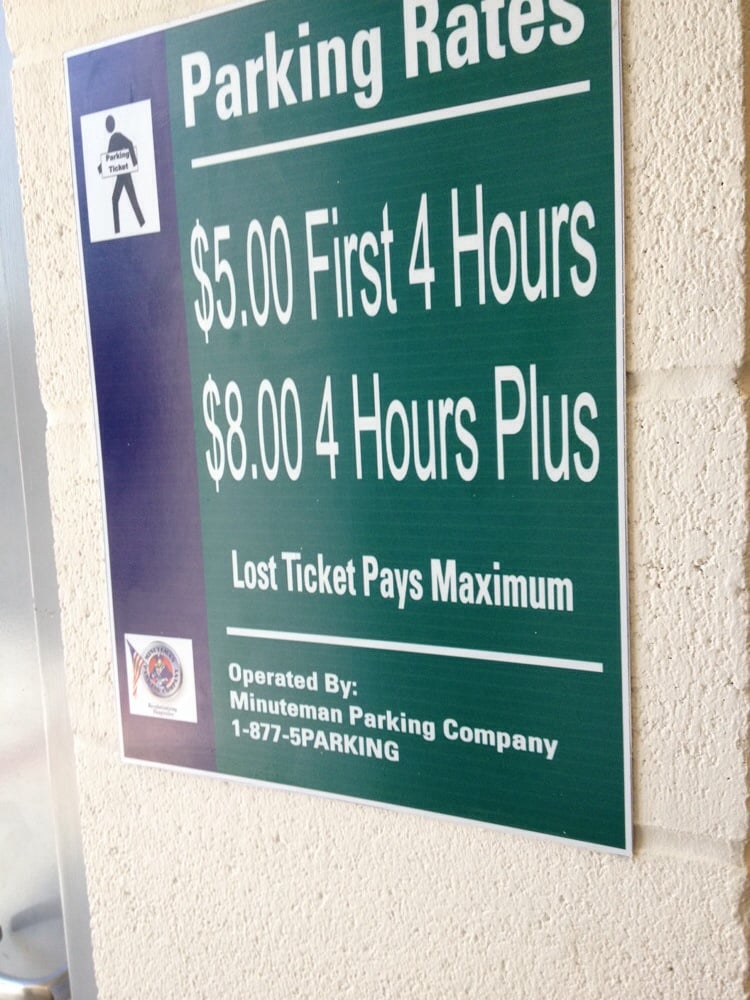 Parking Rates
Parking
Ticket
$5.00 First 4 Hours
$8.00 4 Hours Plus
Lost Ticket Pays Maximum
Operated By:
Minuteman Parking Company
1-877-5PARKING